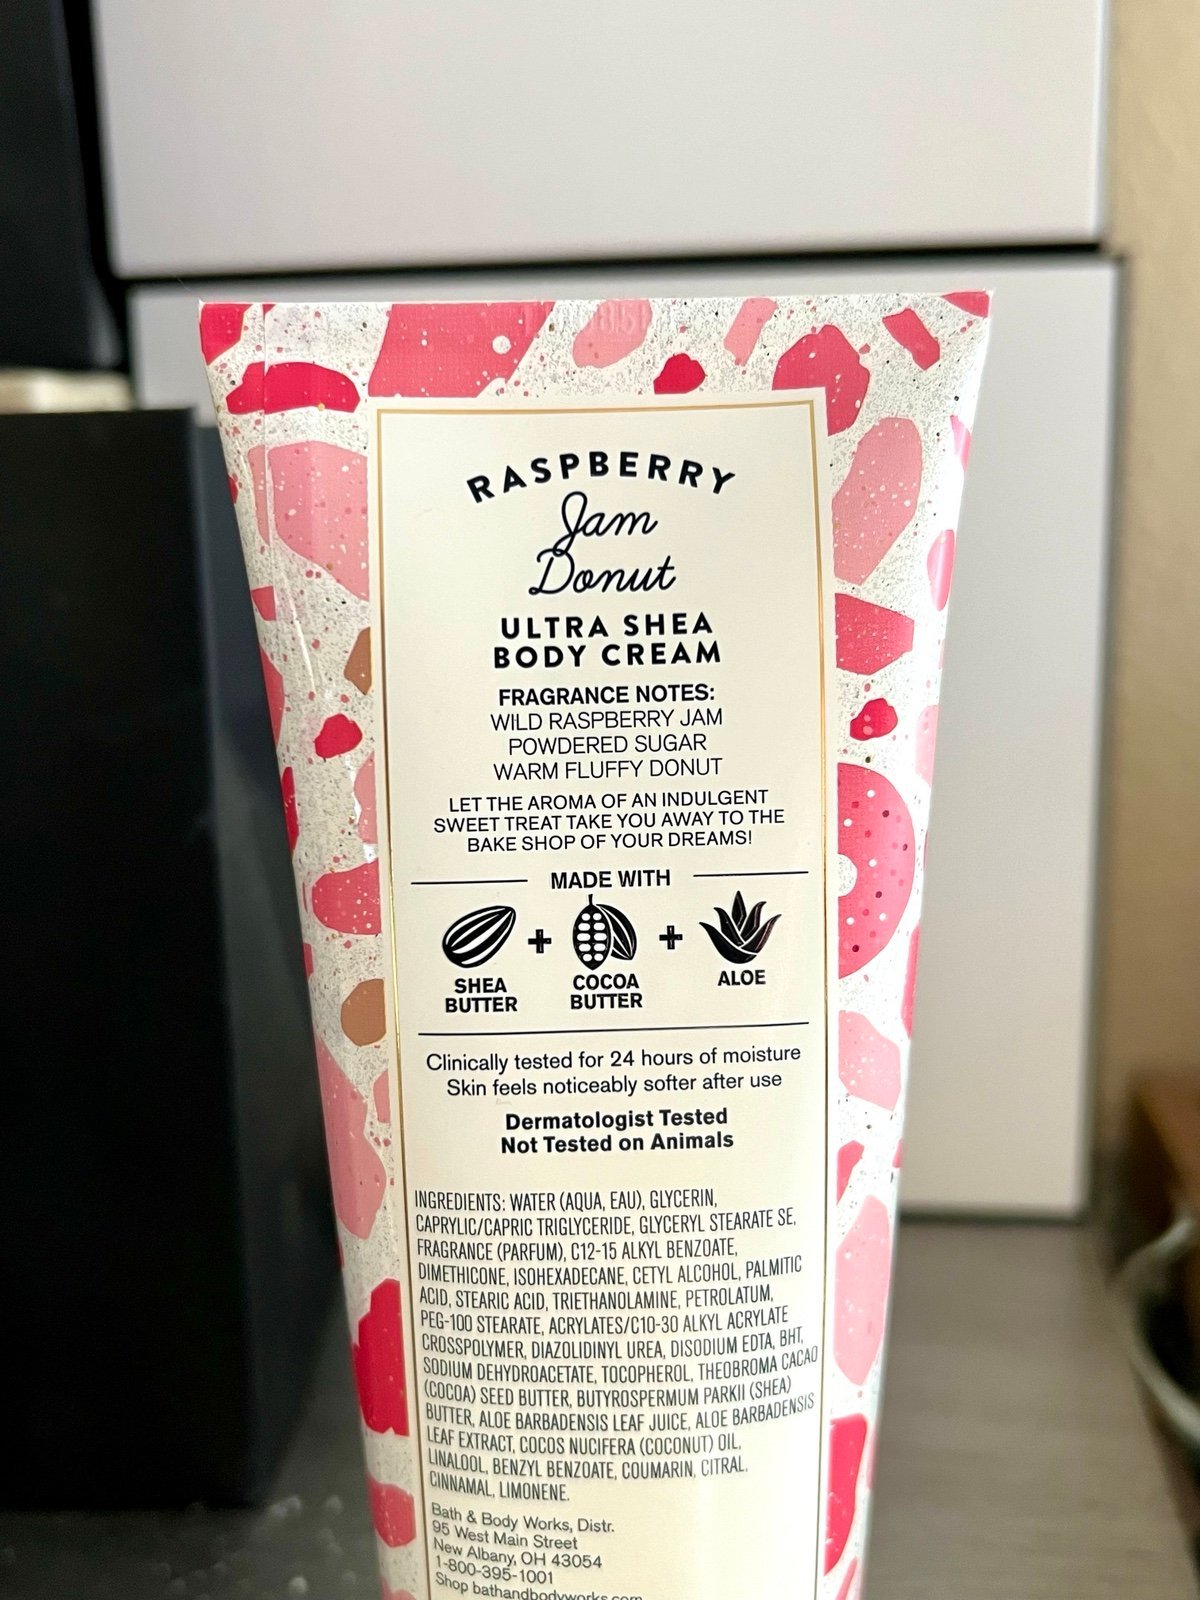 RASPBERRY
Jam
Donut
ULTRA SHEA
BODY CREAM
FRAGRANCE NOTES:
WILD RASPBERRY JAM
POWDERED SUGAR
WARM FLUFFY DONUT
LET THE AROMA OF AN INDULGENT
SWEET TREAT TAKE YOU AWAY TO THE
BAKE SHOP OF YOUR DREAMS!
MADE WITH
SHEA
BUTTER
+
COCOA
BUTTER
+
ALOE
Clinically tested for 24 hours of moisture
Skin feels noticeably softer after use
Dermatologist Tested
Not Tested on Animals
INGREDIENTS: WATER (AQUA, EAU), GLYCERIN,
CAPRYLIC/CAPRIC TRIGLYCERIDE, GLYCERYL STEARATE SE,
FRAGRANCE (PARFUM), C12-15 ALKYL BENZOATE,
DIMETHICONE, ISOHEXADECANE, CETYL ALCOHOL, PALMITIC
ACID, STEARIC ACID, TRIETHANOLAMINE, PETROLATUM,
PEG-100 STEARATE, ACRYLATES/C10-30 ALKYL ACRYLATE
CROSSPOLYMER, DIAZOLIDINYL UREA, DISODIUM EDTA, BHT,
SODIUM DEHYDROACETATE, TOCOPHEROL, THEOBROMA CACAO
(COCOA) SEED BUTTER, BUTYROSPERMUM PARKII (SHEA)
BUTTER, ALOE BARBADENSIS LEAF JUICE, ALOE BARBADENSIS
LEAF EXTRACT, COCOS NUCIFERA (COCONUT) OIL,
LINALOOL, BENZYL BENZOATE, COUMARIN, CITRAL,
CINNAMAL, LIMONENE.
Bath & Body Works, Distr.
95 West Main Street
New Albany, OH 43054
1-800-395-1001
Shop bathandbodyworks.com